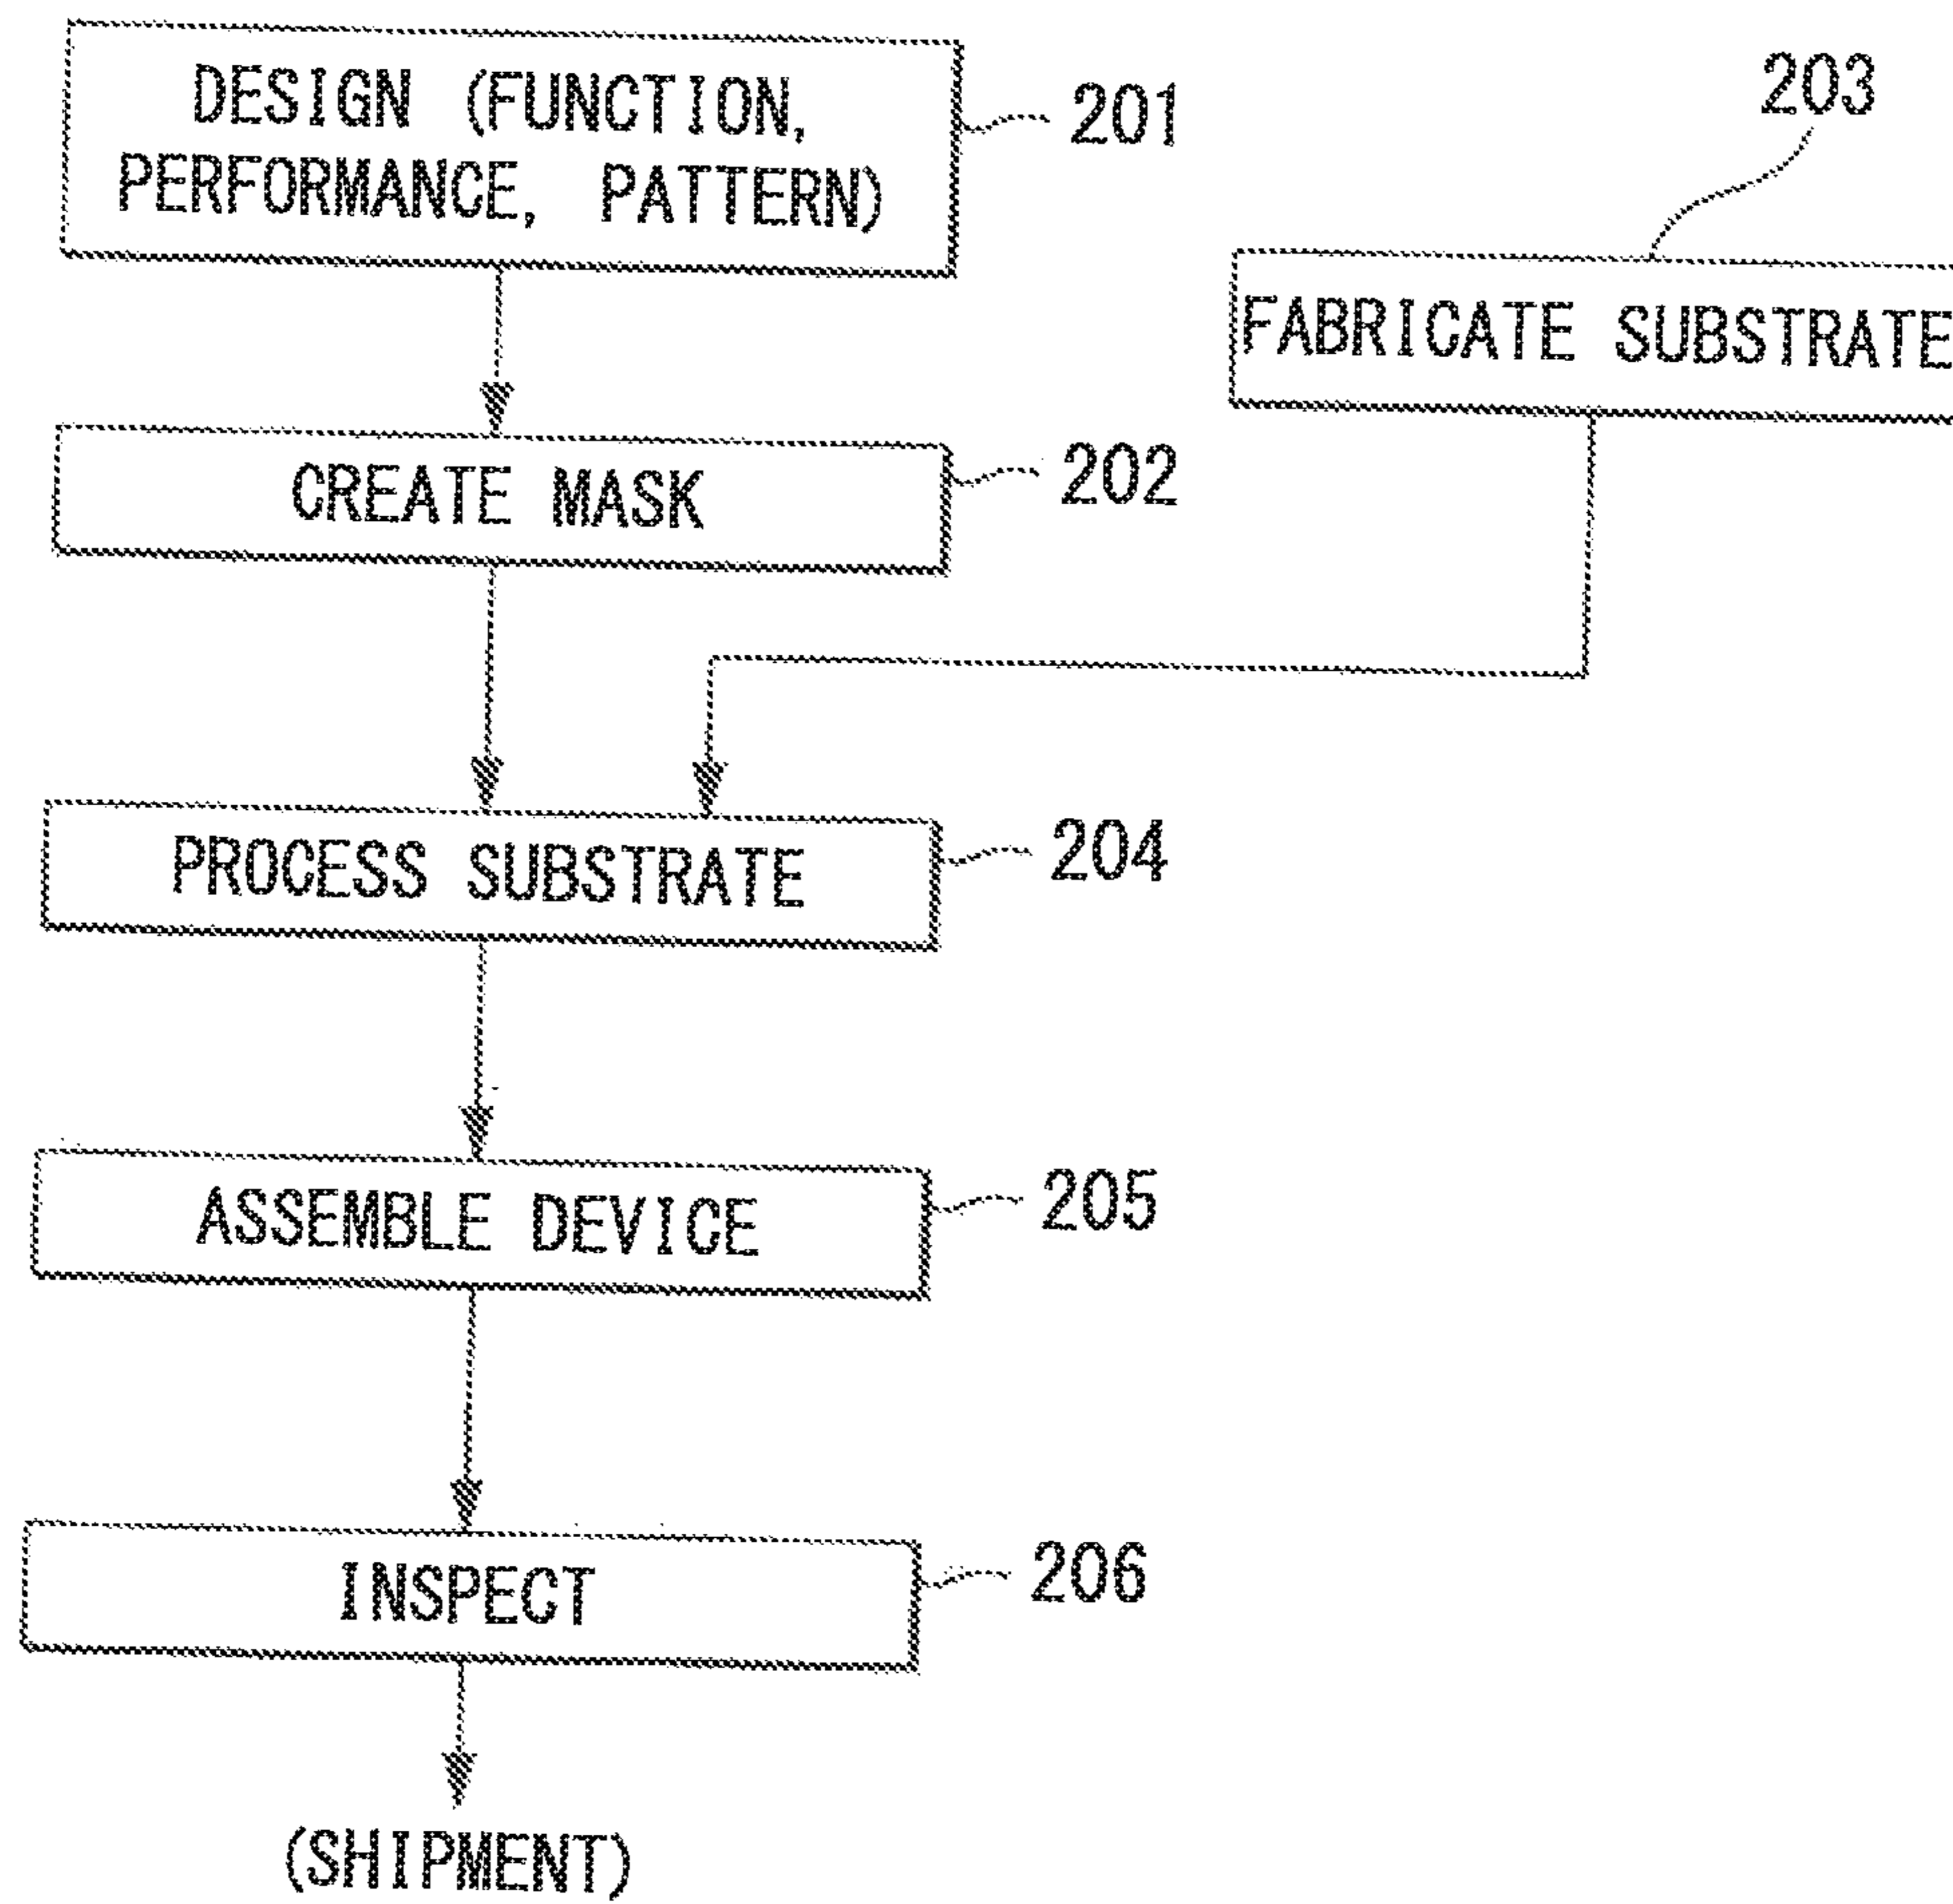 DESIGN (FUNCTION,
PERFORMANCE, PATTERN)
201
203
FABRICATE SUBSTRATE
CREATE MASK
202
PROCESS SUBSTRATE
204
ASSEMBLE DEVICE
205
INSPECT
206
(SHIPMENT)